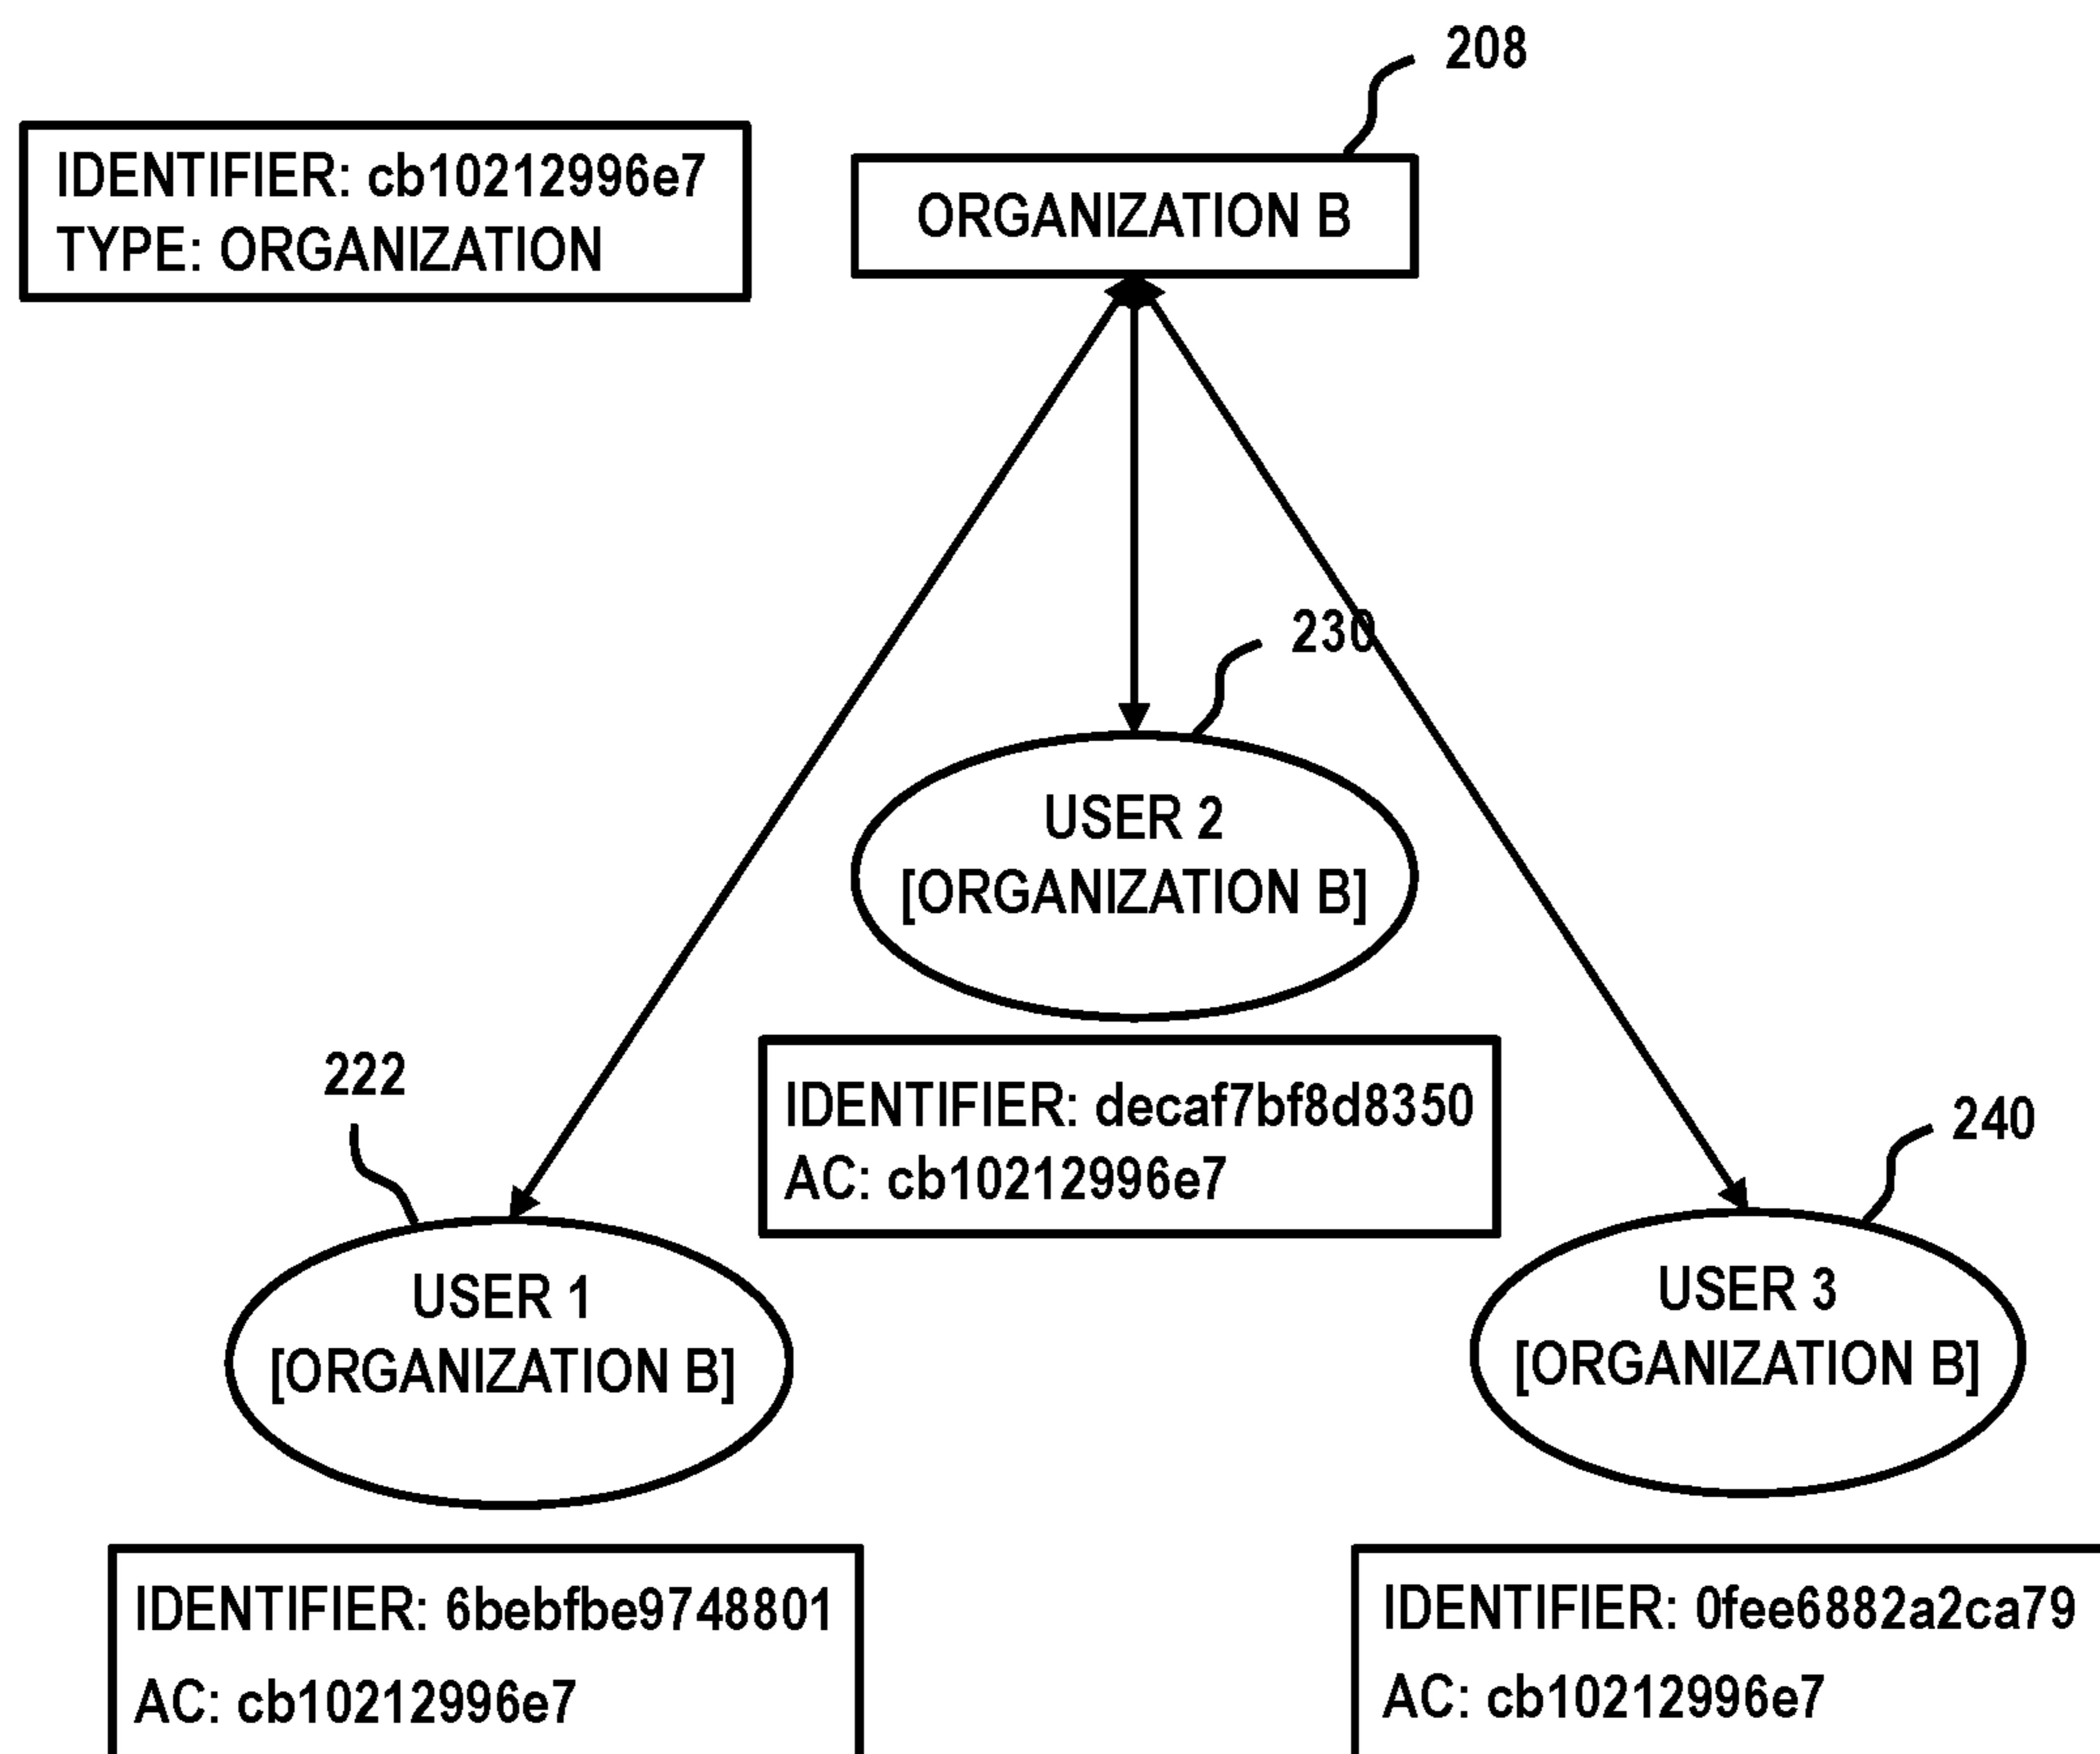 208
IDENTIFIER: cb10212996e7
TYPE: ORGANIZATION
ORGANIZATION B
230
USER 2
[ORGANIZATION B]
222
IDENTIFIER: decaf7bf8d8350
AC: cb10212996e7
240
USER 1
[ORGANIZATION B]
USER 3
[ORGANIZATION B]
IDENTIFIER: 6bebfbe9748801
AC: cb10212996e7
IDENTIFIER: 0fee6882a2ca79
AC: cb10212996e7